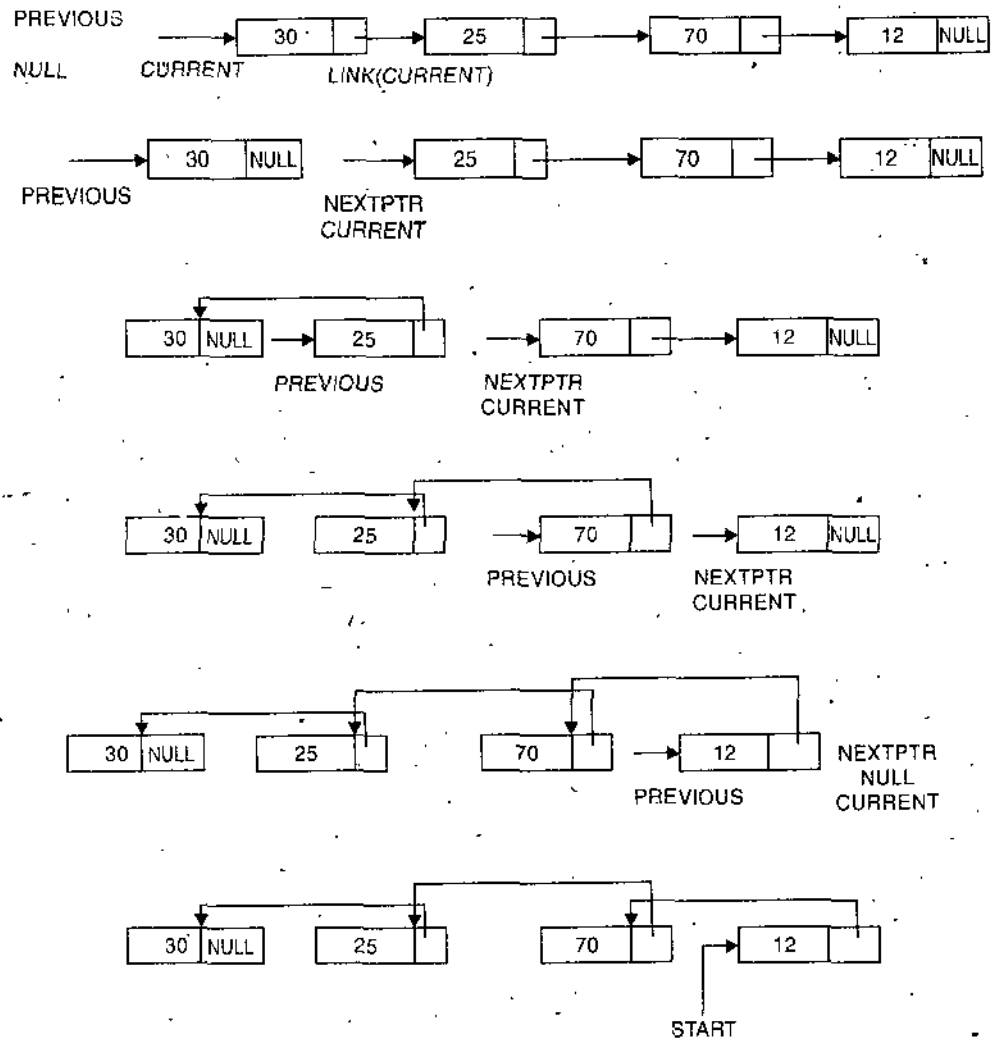 PREVIOUS
30 25 70 12 NULL
NULL CURRENT LINK(CURRENT)
30 NULL 25 70 12 NULL
PREVIOUS NEXTPTR
CURRENT
30 NULL 25 70 12 NULL
PREVIOUS NEXTPTR
CURRENT
30 NULL 25 70 12 NULL
PREVIOUS NEXTPTR
CURRENT
30 NULL 25 70 12 NEXTPTR
NULL
PREVIOUS CURRENT
30 NULL 25 70 12
START